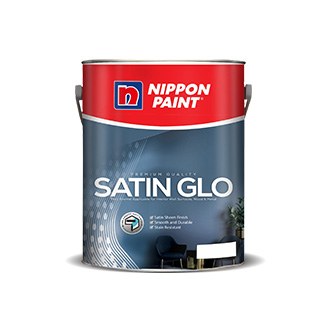 n
NIPPON
PAINT®
PREMIUM QUALITY
SATIN GLO
Satin Sheen Finish
Smooth and Durable
Stain Resistant